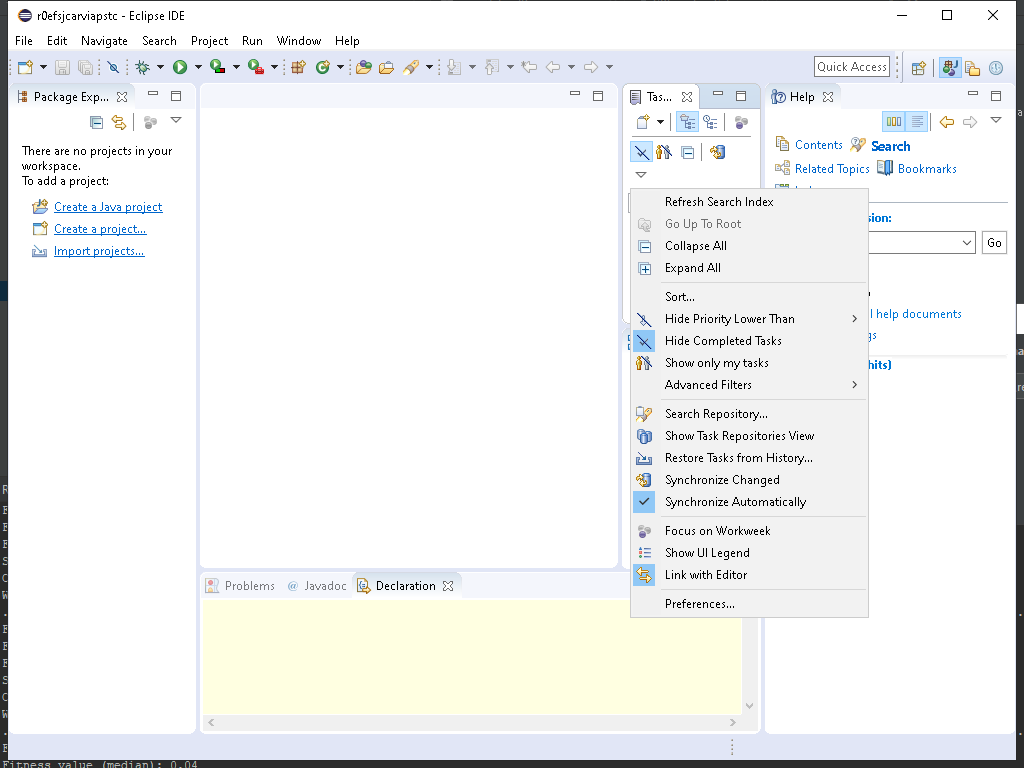 r0efsjcarviapstc - Eclipse IDE
File Edit Navigate Search Project Run Window Help
Quick Access
Package Exp...
There are no projects in your
workspace.
To add a project:
Create a Java project
Create a project...
Import projects...
Tas...
Help
Contents
Search
Related Topics
Bookmarks
sion:
Go
l help documents
gs
hits)
Refresh Search Index
Go Up To Root
Collapse All
Expand All
Sort...
Hide Priority Lower Than
Hide Completed Tasks
Show only my tasks
Advanced Filters
Search Repository...
Show Task Repositories View
Restore Tasks from History...
Synchronize Changed
Synchronize Automatically
Focus on Workweek
Show UI Legend
Link with Editor
Preferences...
Problems
@ Javadoc
Declaration
Fitness value (median): 0.04